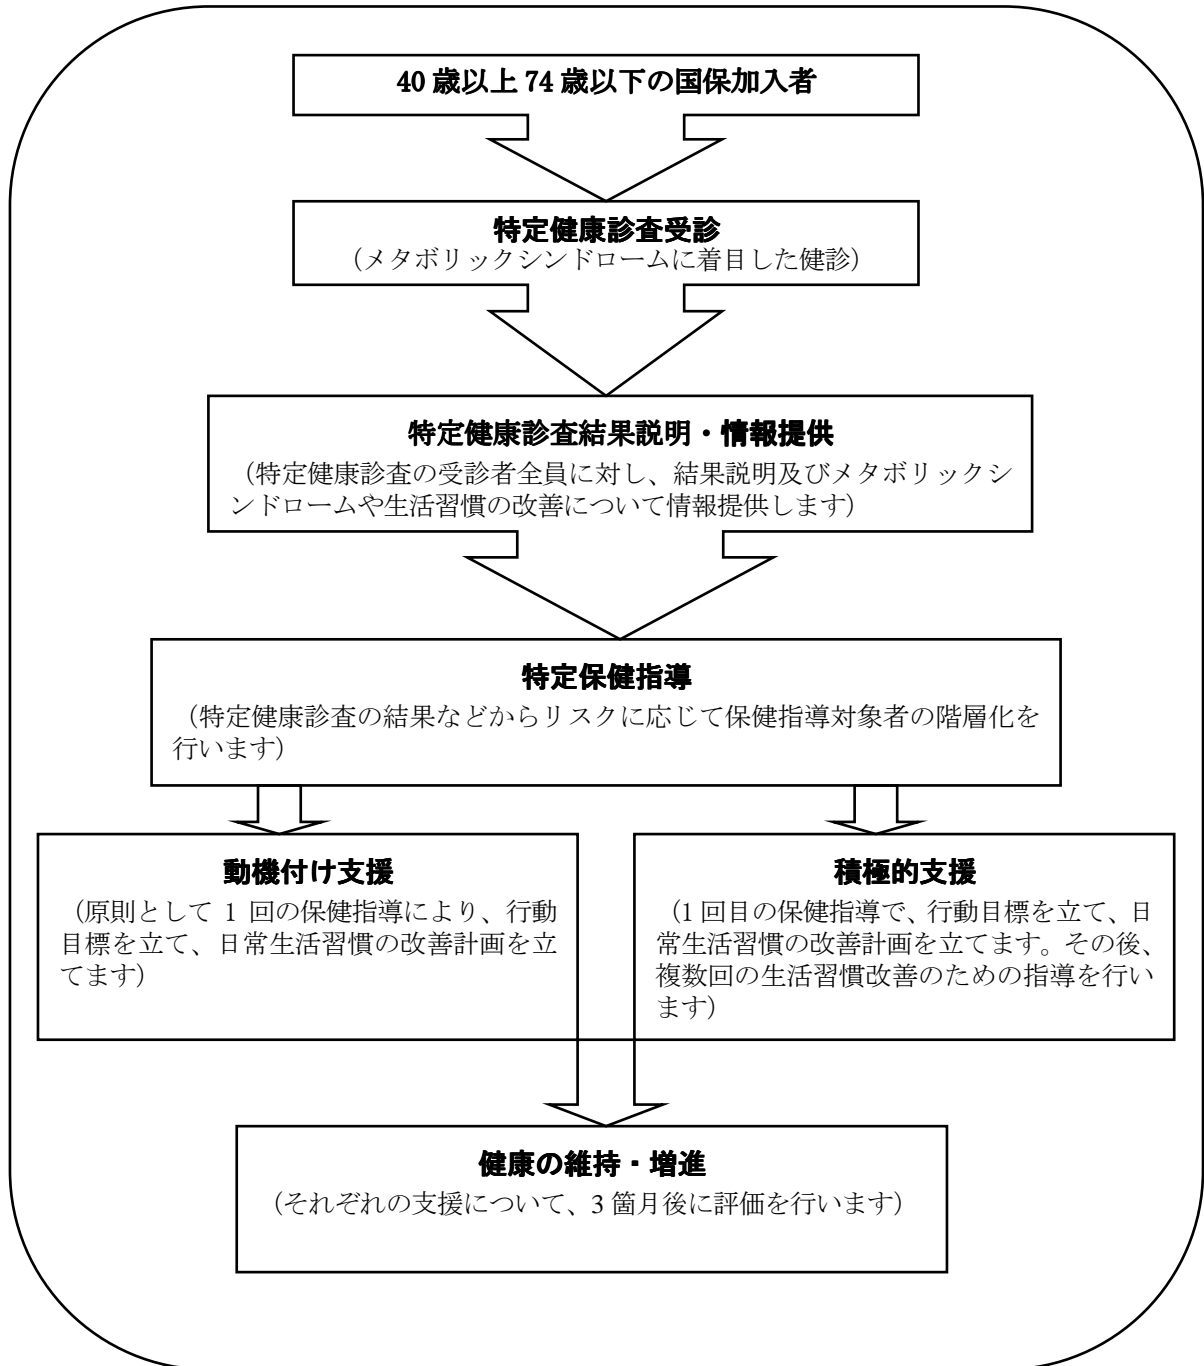 40 歳以上 74 歳以下の国保加入者
特定健康診査受診
（メタボリックシンドロームに着目した健診）
特定健康診査結果説明・情報提供
（特定健康診査の受診者全員に対し、結果説明及びメタボリックシ
ンドロームや生活習慣の改善について情報提供します）
特定保健指導
（特定健康診査の結果などからリスクに応じて保健指導対象者の階層化を
行います）
動機付け支援
（原則として 1 回の保健指導により、行動
目標を立て、日常生活習慣の改善計画を立
てます）
積極的支援
（1 回目の保健指導で、行動目標を立て、日
常生活習慣の改善計画を立てます。その後、
複数回の生活習慣改善のための指導を行い
ます）
健康の維持・増進
（それぞれの支援について、3 箇月後に評価を行います）